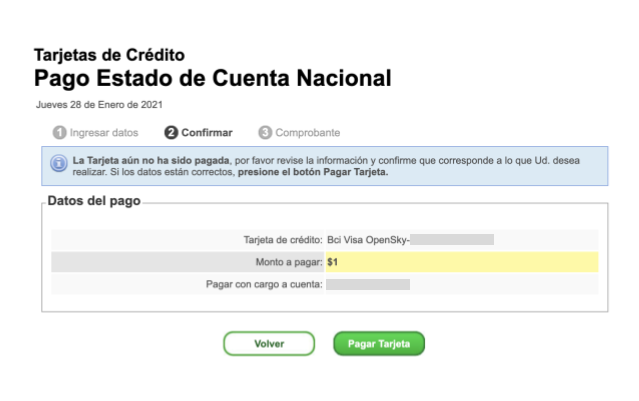 Tarjetas de Crédito
Pago Estado de Cuenta Nacional
Jueves 28 de Enero de 2021
1 Ingresar datos 2 Confirmar 3 Comprobante
La Tarjeta aún no ha sido pagada, por favor revise la información y confirme que corresponde a lo que Ud. desea
realizar. Si los datos están correctos, presione el botón Pagar Tarjeta.
Datos del pago
Tarjeta de crédito: Bci Visa OpenSky-
Monto a pagar: $1
Pagar con cargo a cuenta:
Volver Pagar Tarjeta